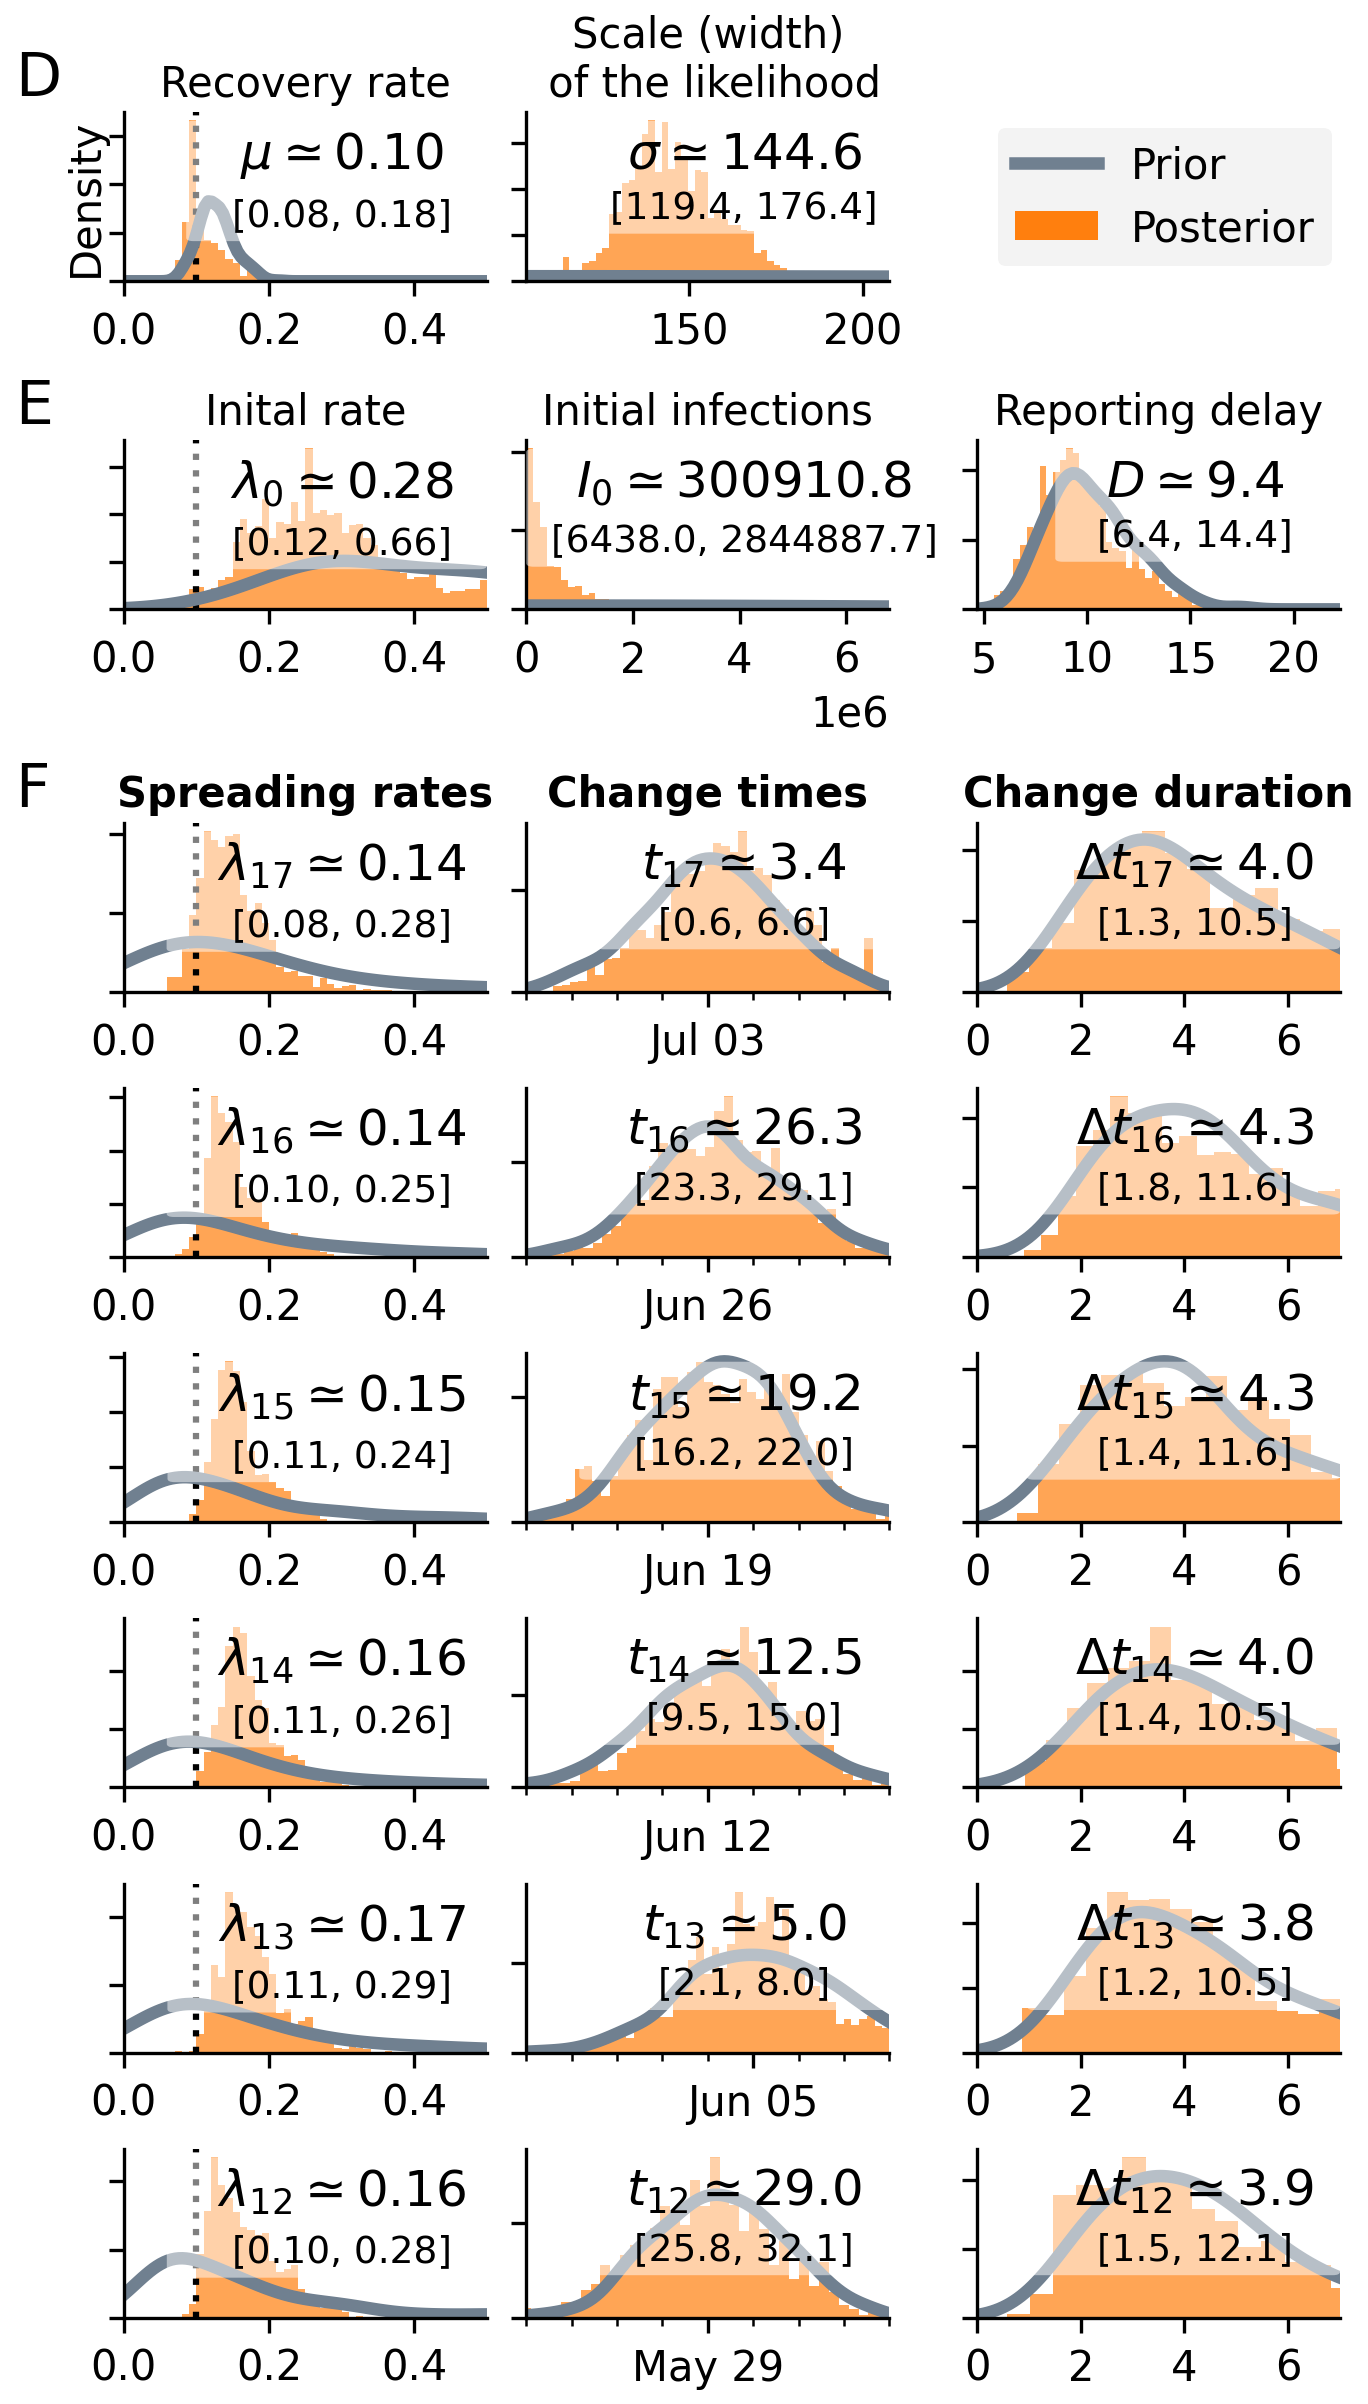 D
Recovery rate
Scale (width)
of the likelihood
Density
μ ≃ 0.10
[0.08, 0.18]
0.0 0.2 0.4
σ ≃ 144.6
[119.4, 176.4]
150 200
Prior
Posterior
E
Inital rate
λ₀ ≃ 0.28
[0.12, 0.66]
0.0 0.2 0.4
Initial infections
I₀ ≃ 300910.8
[6438.0, 2844887.7]
0 2 4 6
1e6
Reporting delay
D ≃ 9.4
[6.4, 14.4]
5 10 15 20
F
Spreading rates Change times Change duration
λ₁₇ ≃ 0.14
[0.08, 0.28]
0.0 0.2 0.4
t₁₇ ≃ 3.4
[0.6, 6.6]
Jul 03
Δt₁₇ ≃ 4.0
[1.3, 10.5]
0 2 4 6
λ₁₆ ≃ 0.14
[0.10, 0.25]
0.0 0.2 0.4
t₁₆ ≃ 26.3
[23.3, 29.1]
Jun 26
Δt₁₆ ≃ 4.3
[1.8, 11.6]
0 2 4 6
λ₁₅ ≃ 0.15
[0.11, 0.24]
0.0 0.2 0.4
t₁₅ ≃ 19.2
[16.2, 22.0]
Jun 19
Δt₁₅ ≃ 4.3
[1.4, 11.6]
0 2 4 6
λ₁₄ ≃ 0.16
[0.11, 0.26]
0.0 0.2 0.4
t₁₄ ≃ 12.5
[9.5, 15.0]
Jun 12
Δt₁₄ ≃ 4.0
[1.4, 10.5]
0 2 4 6
λ₁₃ ≃ 0.17
[0.11, 0.29]
0.0 0.2 0.4
t₁₃ ≃ 5.0
[2.1, 8.0]
Jun 05
Δt₁₃ ≃ 3.8
[1.2, 10.5]
0 2 4 6
λ₁₂ ≃ 0.16
[0.10, 0.28]
0.0 0.2 0.4
t₁₂ ≃ 29.0
[25.8, 32.1]
May 29
Δt₁₂ ≃ 3.9
[1.5, 12.1]
0 2 4 6